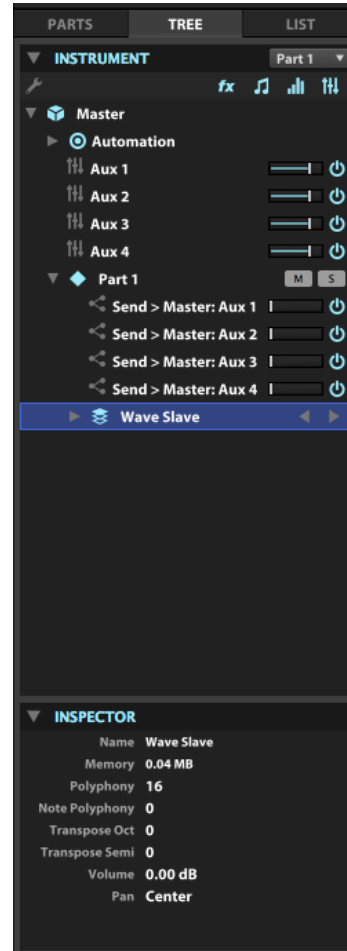 PARTS TREE LIST
INSTRUMENT Part 1
fx
Master
Automation
Aux 1
Aux 2
Aux 3
Aux 4
Part 1 M S
Send > Master: Aux 1
Send > Master: Aux 2
Send > Master: Aux 3
Send > Master: Aux 4
Wave Slave
INSPECTOR
Name Wave Slave
Memory 0.04 MB
Polyphony 16
Note Polyphony 0
Transpose Oct 0
Transpose Semi 0
Volume 0.00 dB
Pan Center